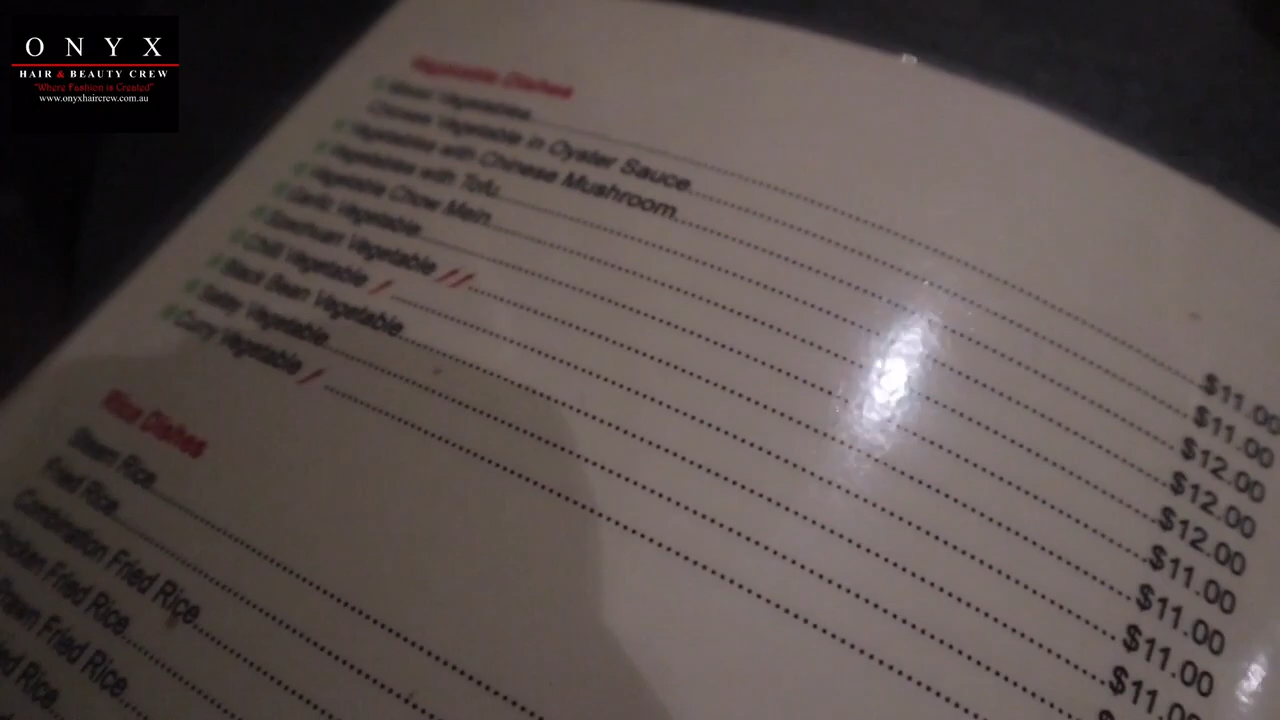 ONYX
HAIR & BEAUTY CREW
"Where Fashion is Created"
www.onyxhaircrew.com.au
Vegetable Dishes
Mixed Vegetables
Chinese Vegetable in Oyster Sauce $11.00
Vegetables with Chinese Mushroom $11.00
Vegetables with Tofu $12.00
Vegetable Chow Mein $12.00
Garlic Vegetable $12.00
Szechuan Vegetable $11.00
Chilli Vegetable $11.00
Black Bean Vegetable $11.00
Satay Vegetable $11.00
Curry Vegetable
Rice Dishes
Steam Rice
Fried Rice
Combination Fried Rice
Chicken Fried Rice
Prawn Fried Rice
Rice